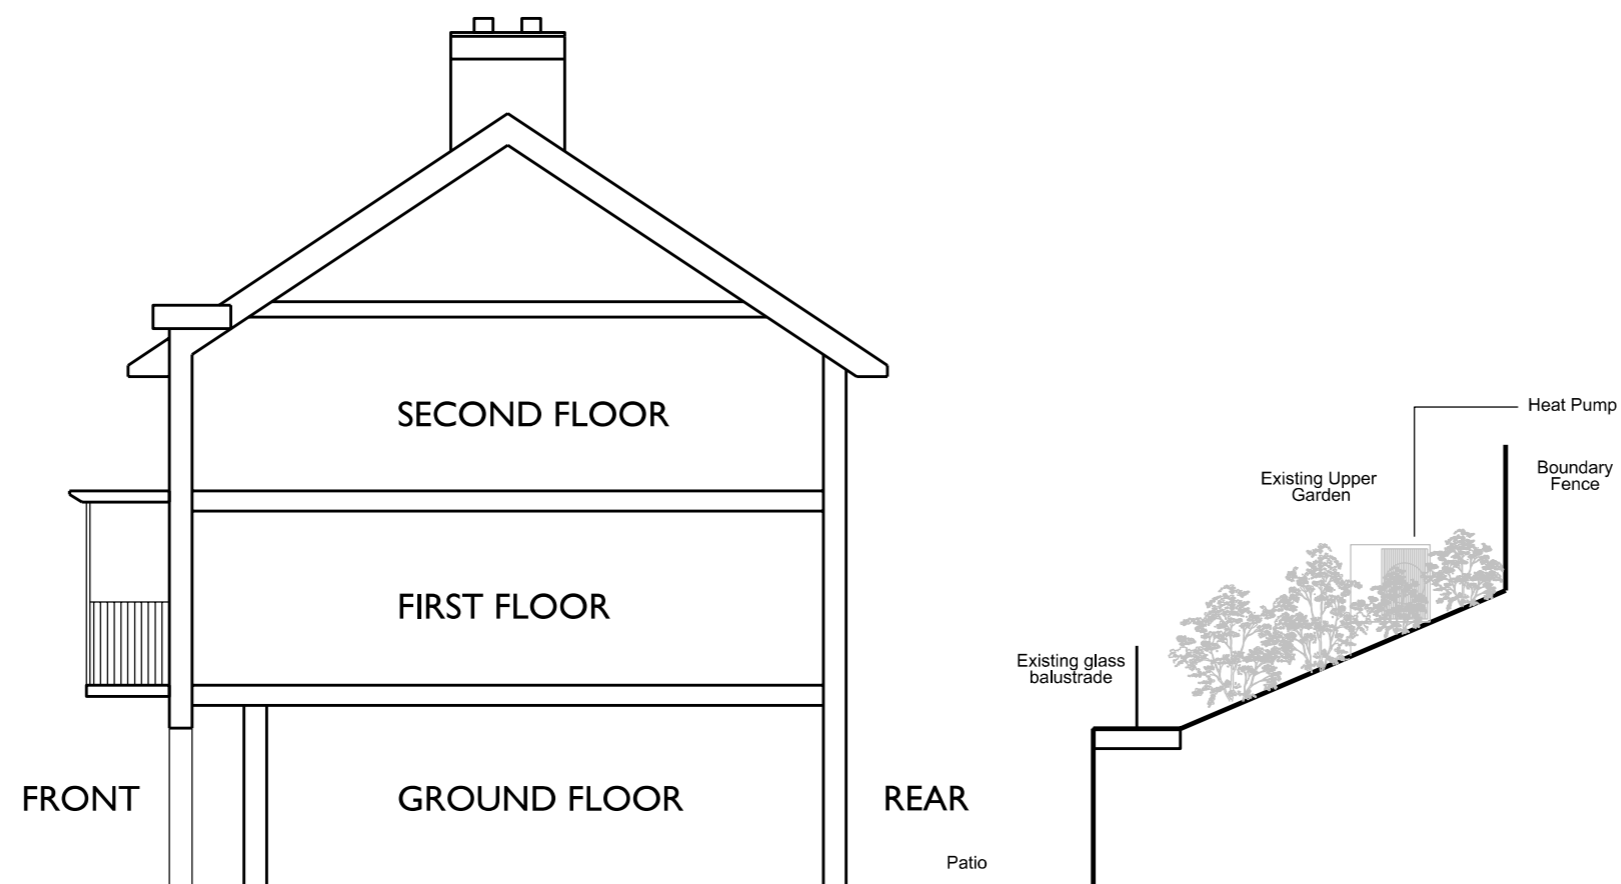 SECOND FLOOR
Heat Pump
Boundary
Fence
Existing Upper
Garden
FIRST FLOOR
Existing glass
balustrade
FRONT
GROUND FLOOR
REAR
Patio